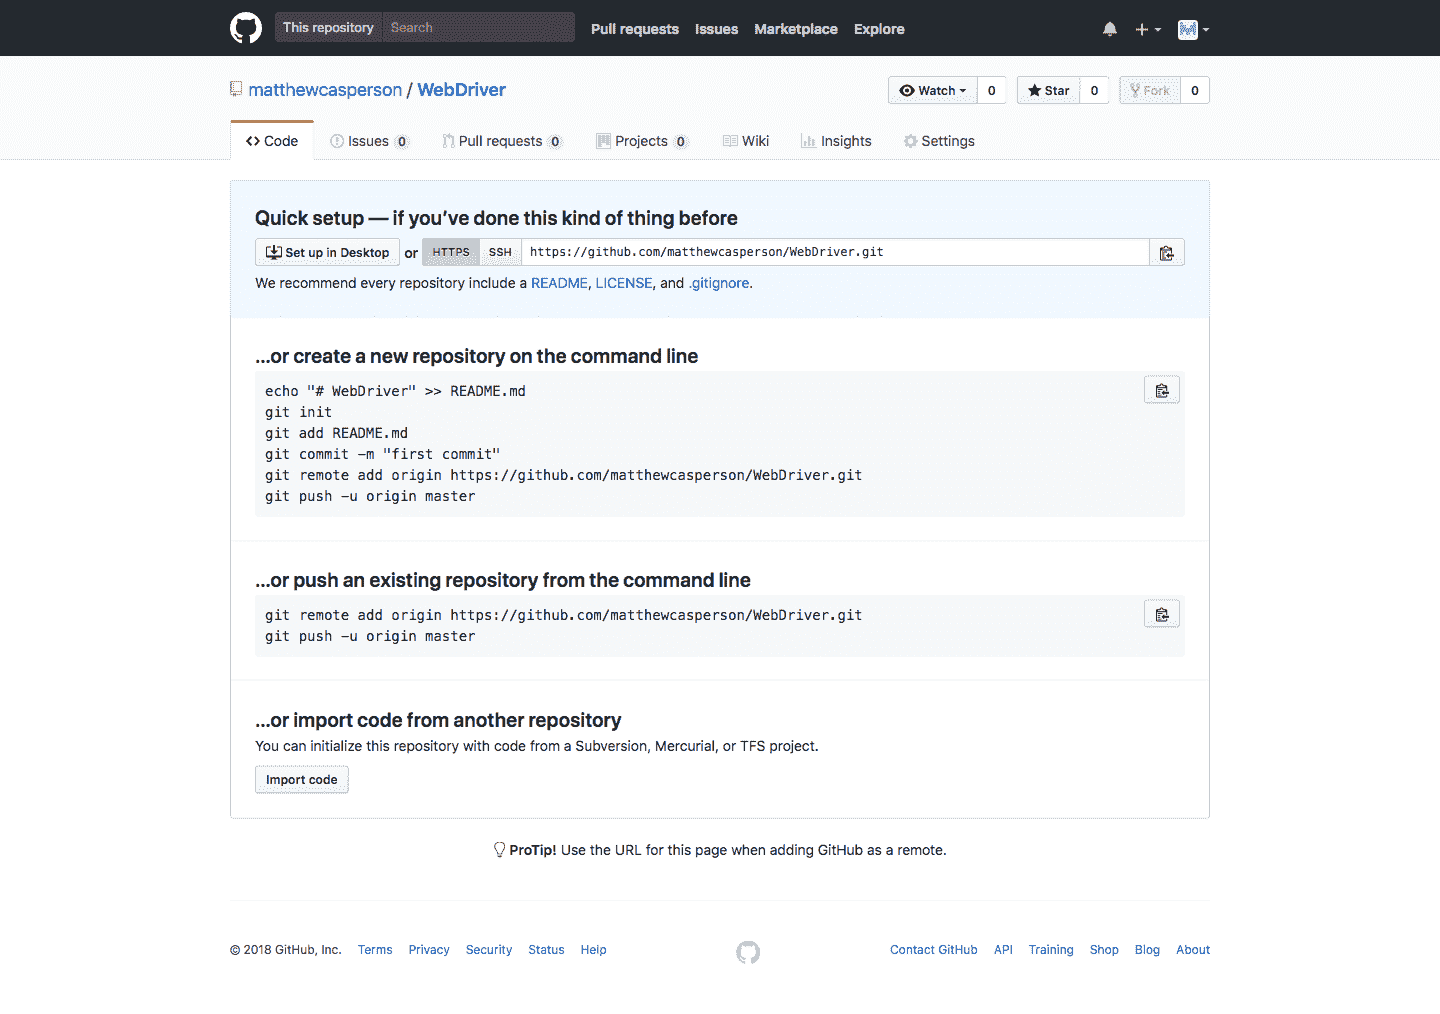 This repository Search Pull requests Issues Marketplace Explore
matthewcasperson / WebDriver Watch 0 Star 0 Fork 0
Code Issues 0 Pull requests 0 Projects 0 Wiki Insights Settings
Quick setup — if you’ve done this kind of thing before
Set up in Desktop or HTTPS SSH https://github.com/matthewcasperson/WebDriver.git
We recommend every repository include a README, LICENSE, and .gitignore.
...or create a new repository on the command line
echo "# WebDriver" >> README.md
git init
git add README.md
git commit -m "first commit"
git remote add origin https://github.com/matthewcasperson/WebDriver.git
git push -u origin master
...or push an existing repository from the command line
git remote add origin https://github.com/matthewcasperson/WebDriver.git
git push -u origin master
...or import code from another repository
You can initialize this repository with code from a Subversion, Mercurial, or TFS project.
Import code
ProTip! Use the URL for this page when adding GitHub as a remote.
© 2018 GitHub, Inc. Terms Privacy Security Status Help Contact GitHub API Training Shop Blog About